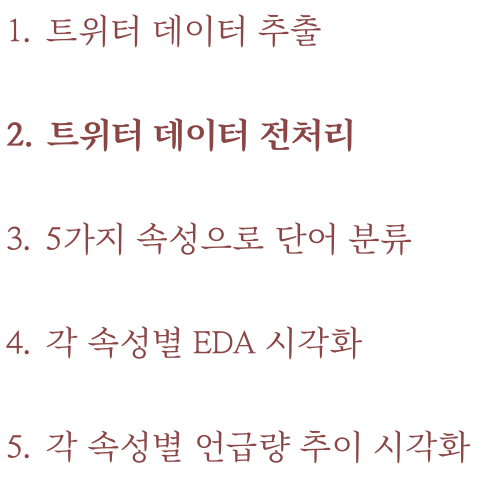 1. 트위터 데이터 추출
2. 트위터 데이터 전처리
3. 5가지 속성으로 단어 분류
4. 각 속성별 EDA 시각화
5. 각 속성별 언급량 추이 시각화